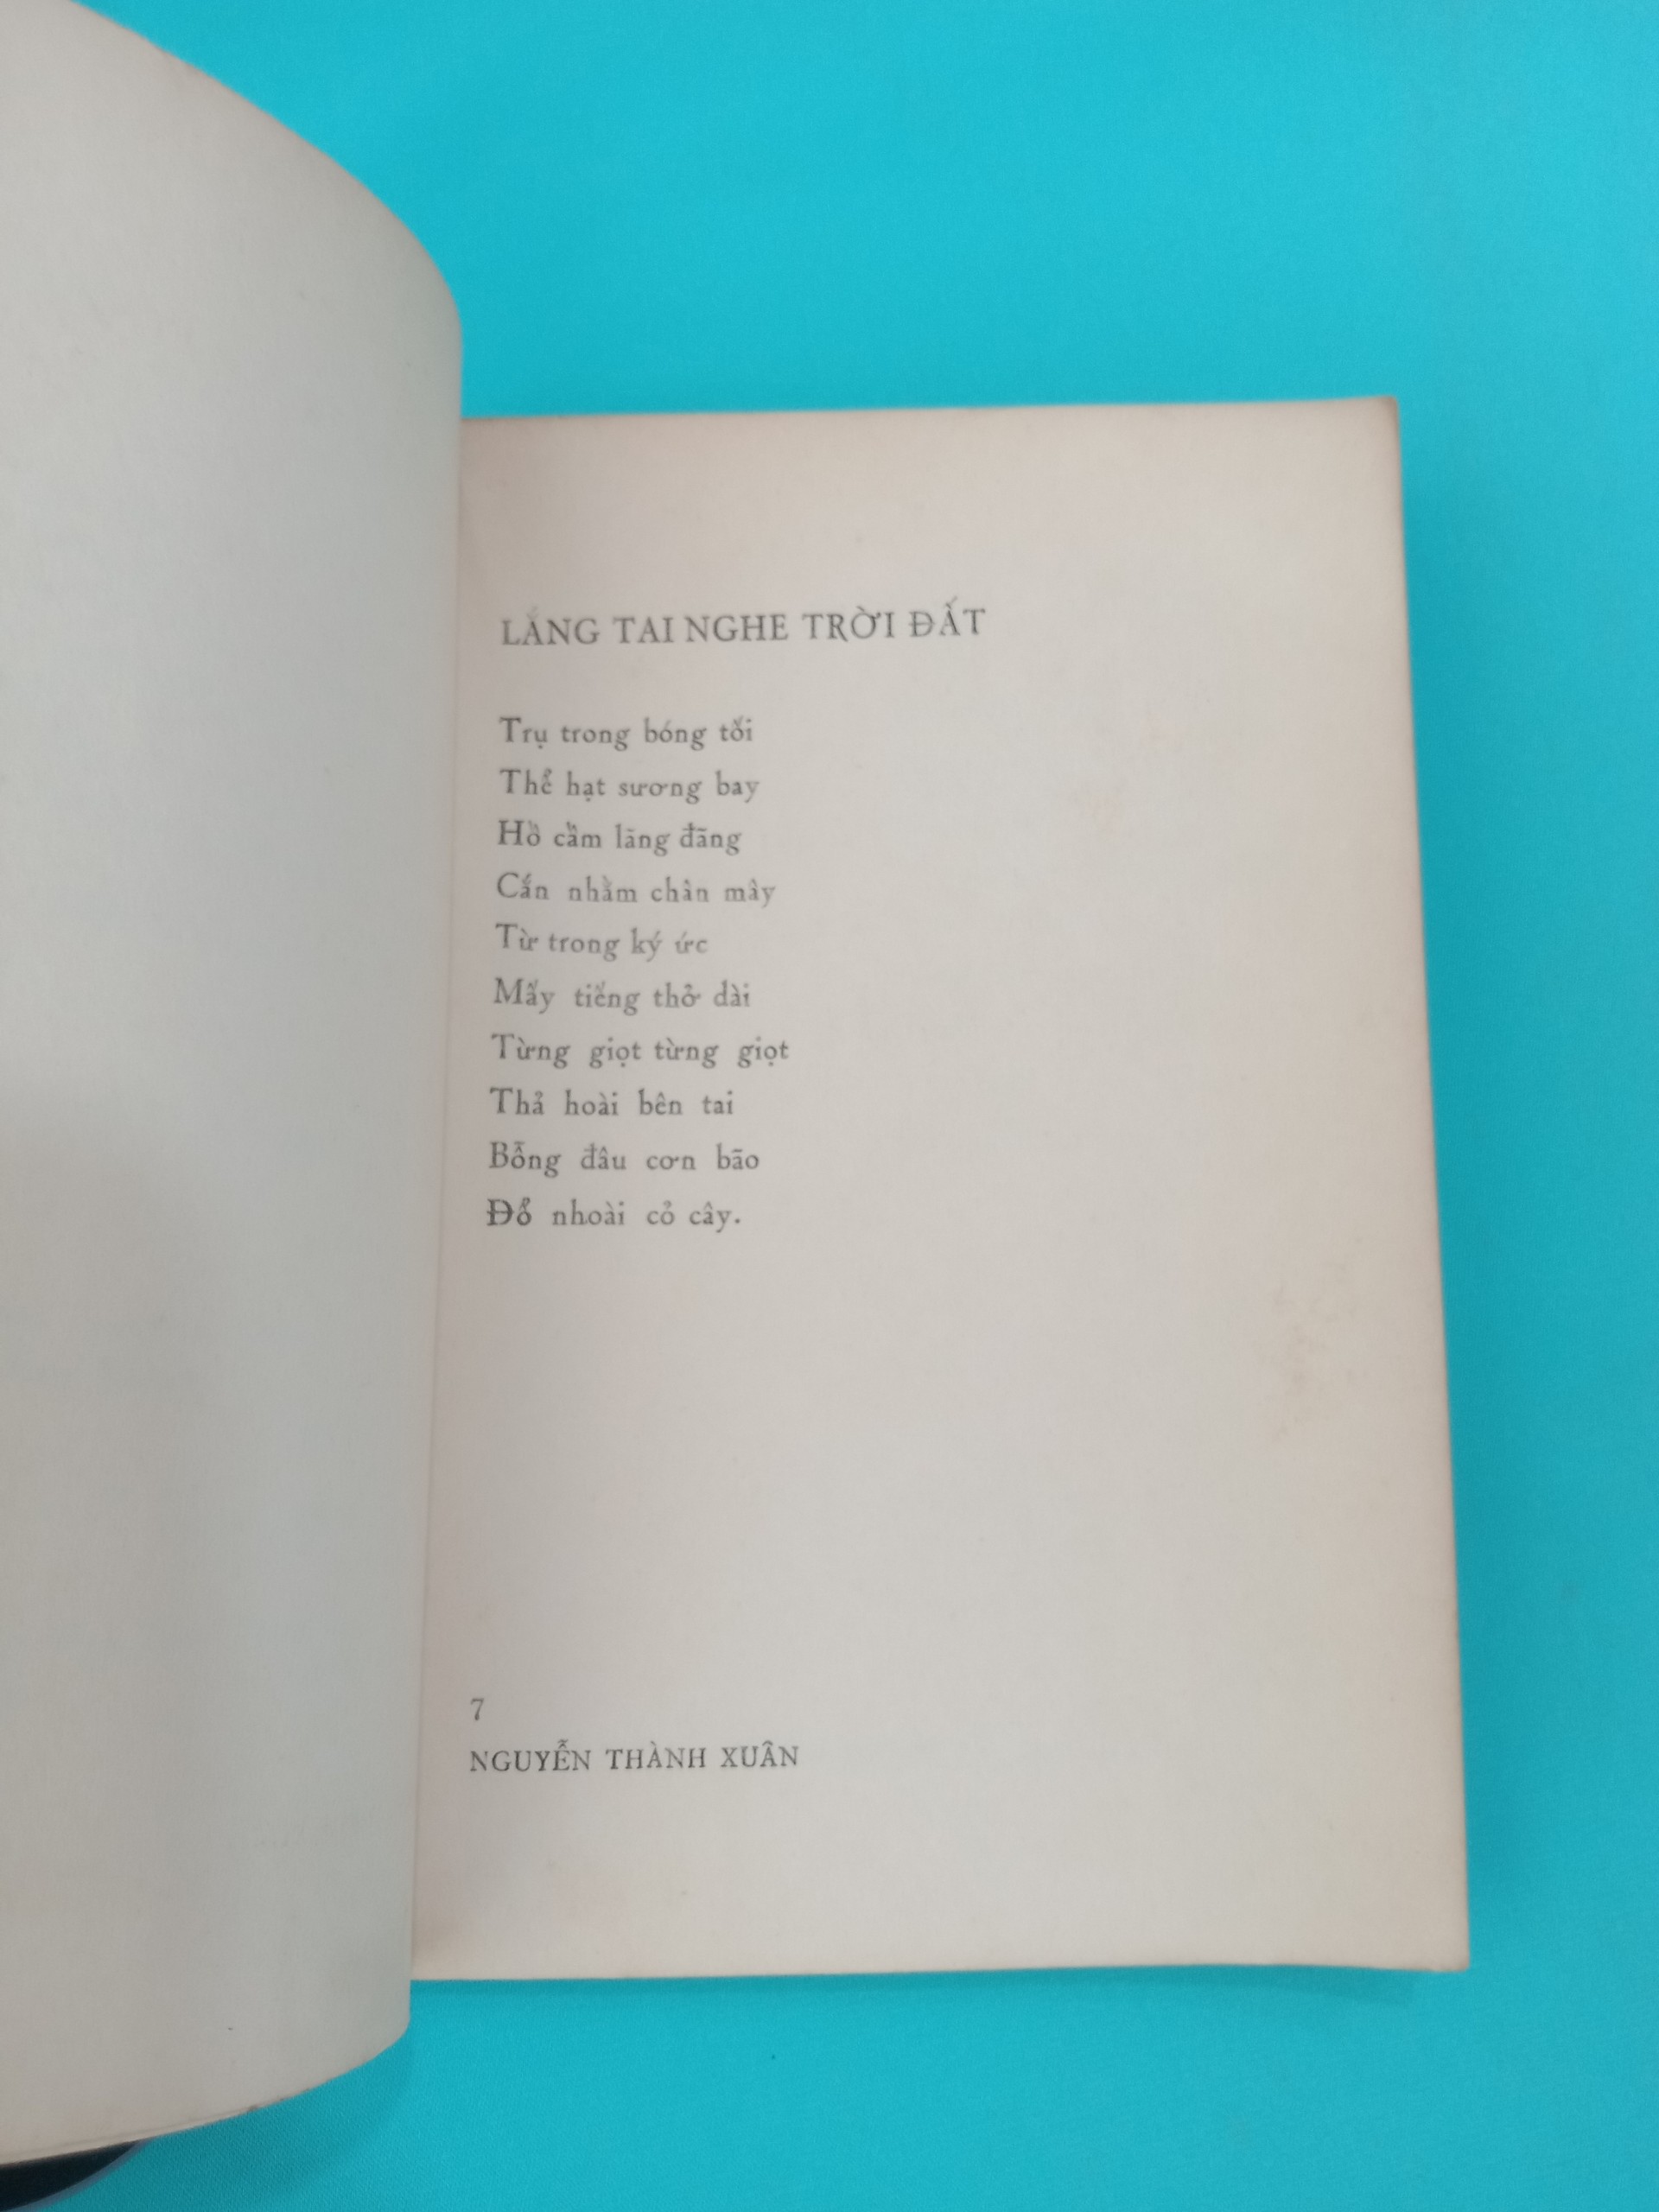 LẮNG TAI NGHE TRỜI ĐẤT
Trụ trong bóng tối
Thể hạt sương bay
Hồ cầm lãng đãng
Cắn nhằm chân mây
Từ trong ký ức
Mấy tiếng thở dài
Từng giọt từng giọt
Thả hoài bên tai
Bỗng đâu cơn bão
Đổ nhoài cỏ cây.
7
NGUYỄN THÀNH XUÂN